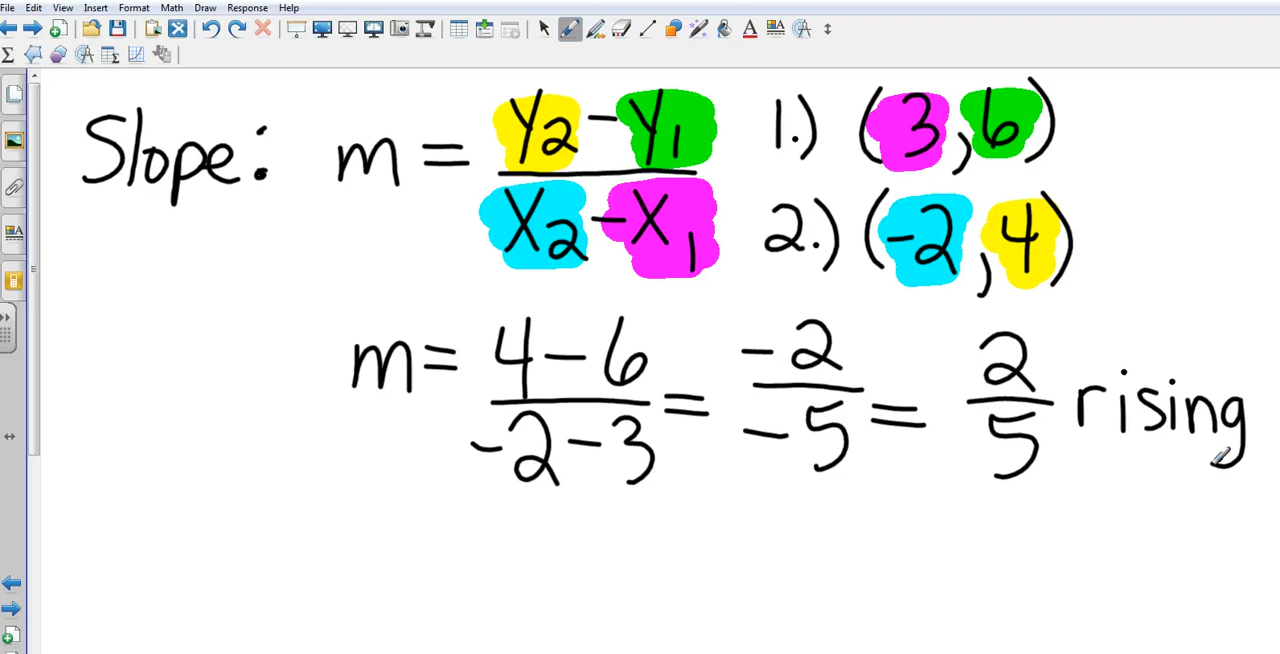 File Edit View Insert Format Math Draw Response Help
Slope: m = Y2 - Y1 / X2 - X1
1.) (3, 6)
2.) (-2, 4)
m = 4 - 6 / -2 - 3 = -2 / -5 = 2 / 5 rising